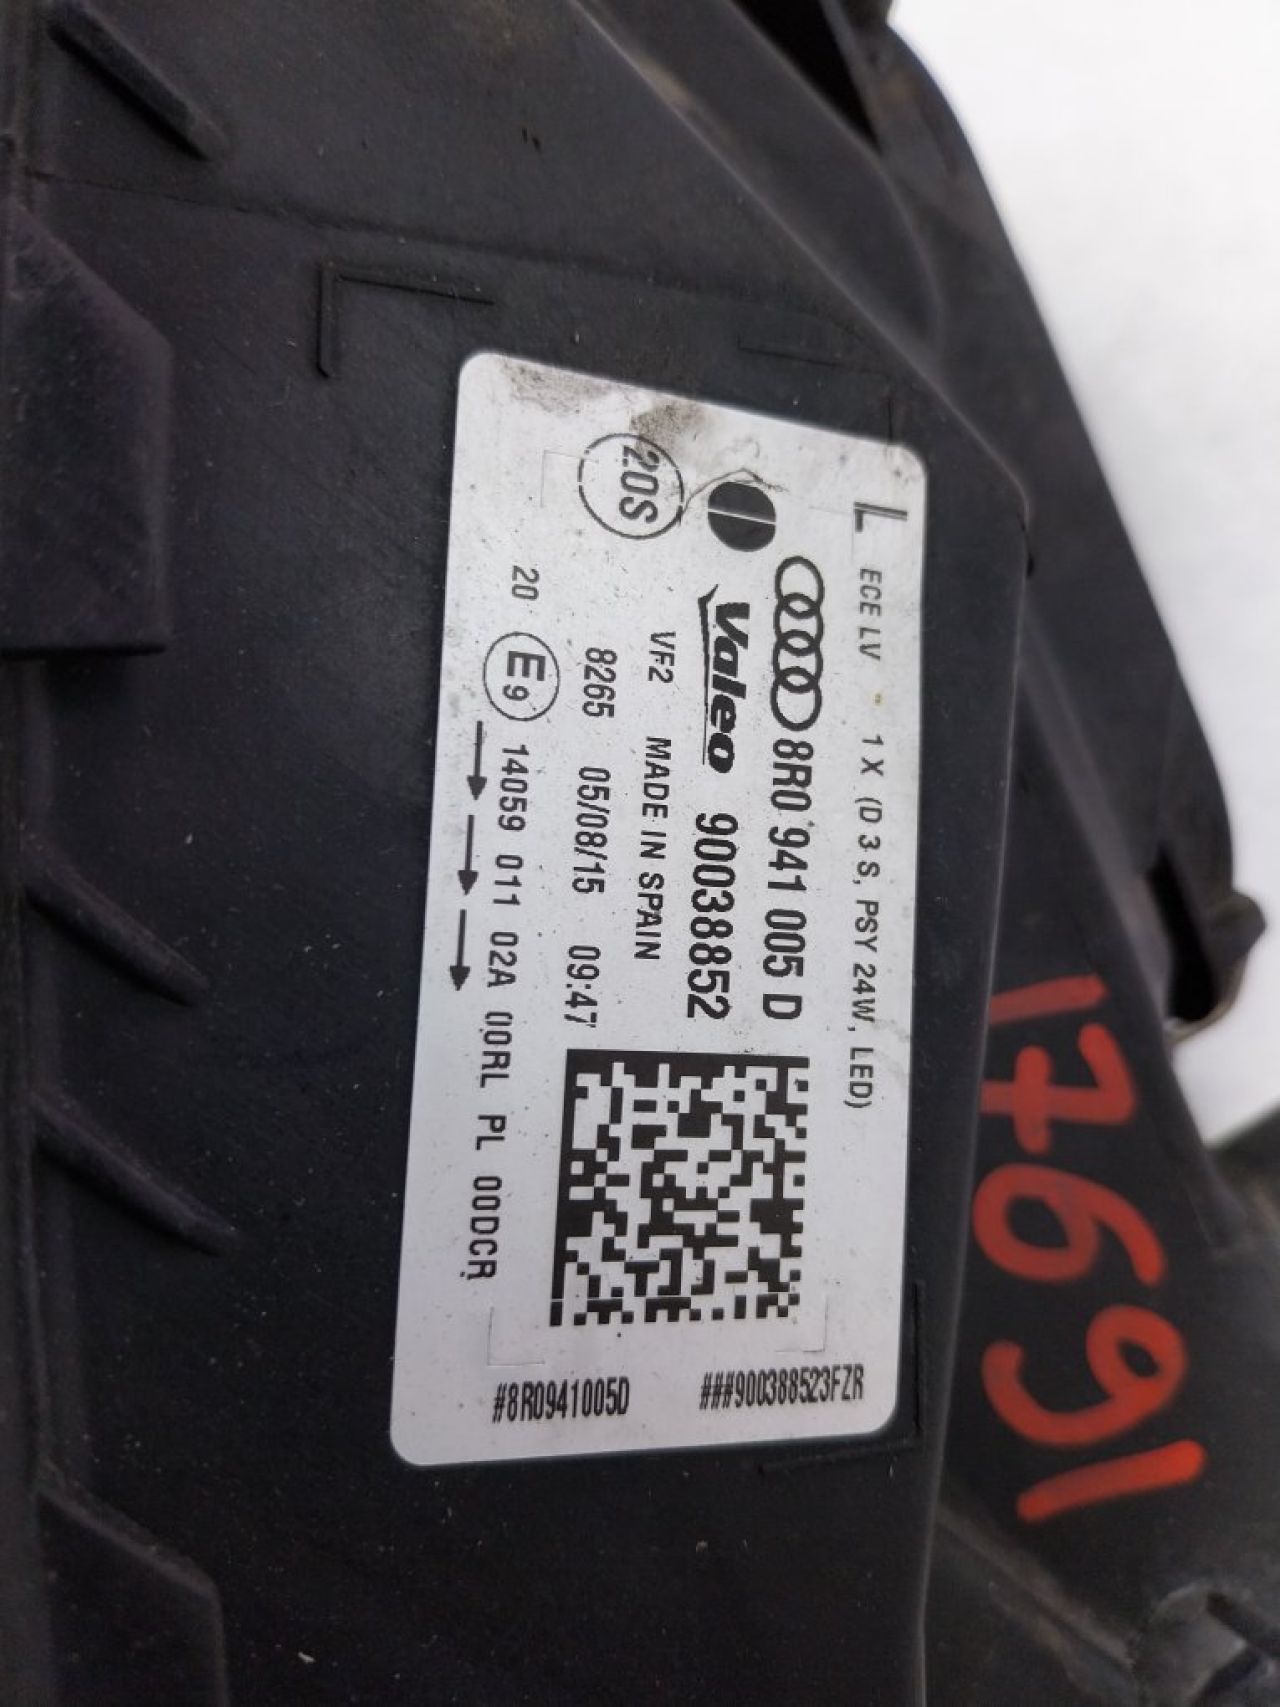 L ECE LV 1 X (D 3 S, PSY 24W, LED)
8R0 941 005 D
Valeo 90038852
20S
VF2 MADE IN SPAIN
8265 05/08/15 09:47
20 E9 14059 011 02A 00RL PL 00DCR
###900388523FZR
#8R0941005D
1769I